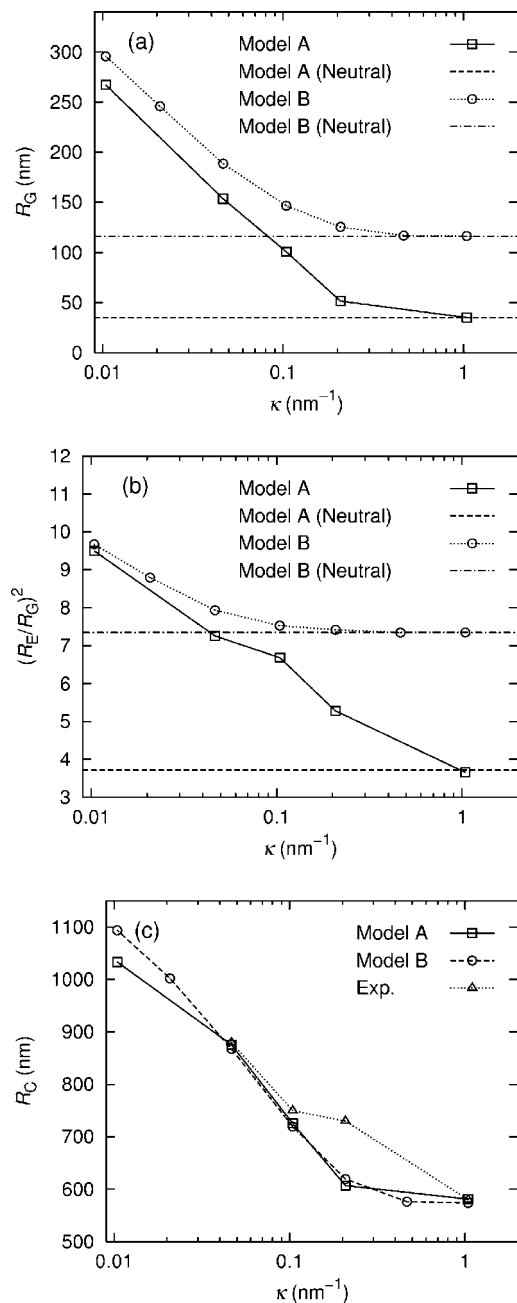 (a)
Model A
Model A (Neutral)
Model B
Model B (Neutral)
300
250
200
150
100
50
0
R_G (nm)
0.01 0.1 1
κ (nm⁻¹)
(b)
Model A
Model A (Neutral)
Model B
Model B (Neutral)
12
11
10
9
8
7
6
5
4
3
(R_E/R_G)²
0.01 0.1 1
κ (nm⁻¹)
(c)
Model A
Model B
Exp.
1100
1000
900
800
700
600
500
R_C (nm)
0.01 0.1 1
κ (nm⁻¹)